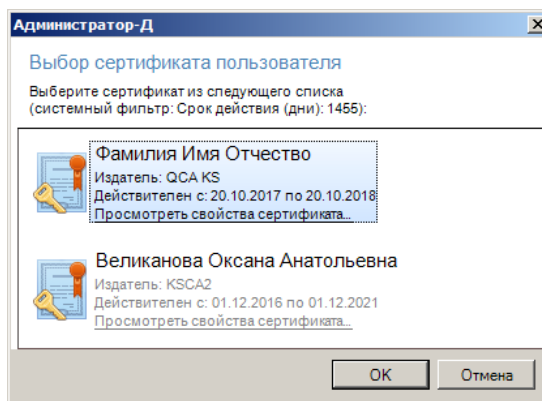 Администратор-Д
Выбор сертификата пользователя
Выберите сертификат из следующего списка
(системный фильтр: Срок действия (дни): 1455):
Фамилия Имя Отчество
Издатель: QCA KS
Действителен с: 20.10.2017 по 20.10.2018
Просмотреть свойства сертификата...
Великанова Оксана Анатольевна
Издатель: KSCA2
Действителен с: 01.12.2016 по 01.12.2021
Просмотреть свойства сертификата...
OK
Отмена